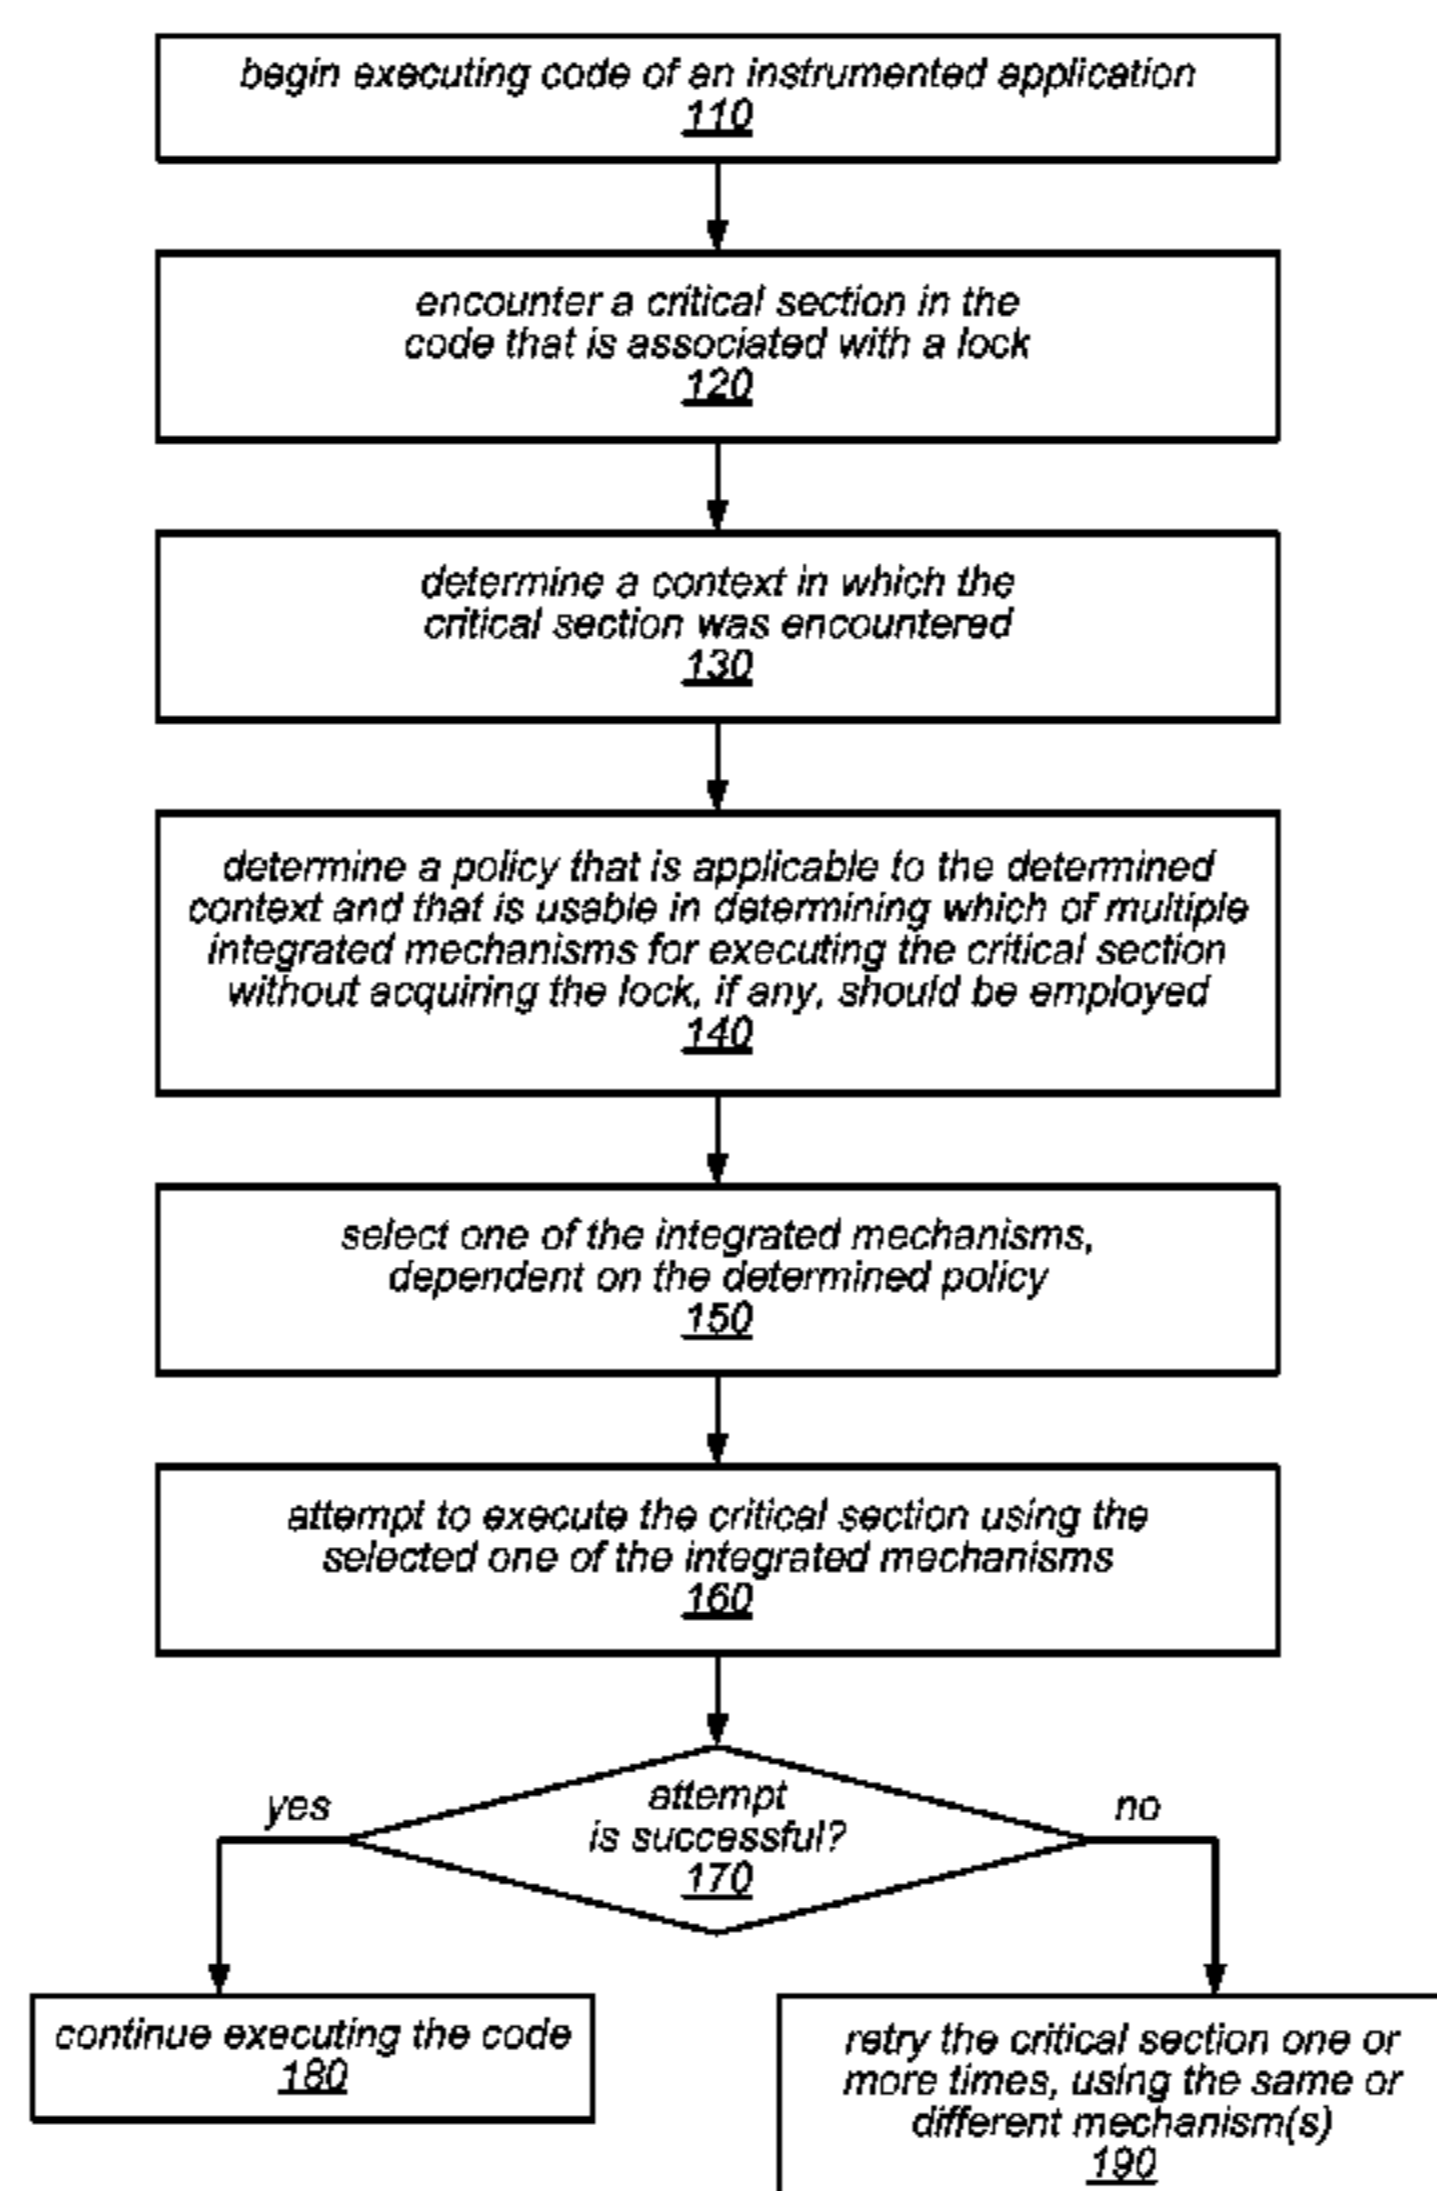 begin executing code of an instrumented application
110
encounter a critical section in the
code that is associated with a lock
120
determine a context in which the
critical section was encountered
130
determine a policy that is applicable to the determined
context and that is usable in determining which of multiple
integrated mechanisms for executing the critical section
without acquiring the lock, if any, should be employed
140
select one of the integrated mechanisms,
dependent on the determined policy
150
attempt to execute the critical section using the
selected one of the integrated mechanisms
160
attempt
is successful?
170
yes
no
continue executing the code
180
retry the critical section one or
more times, using the same or
different mechanism(s)
190